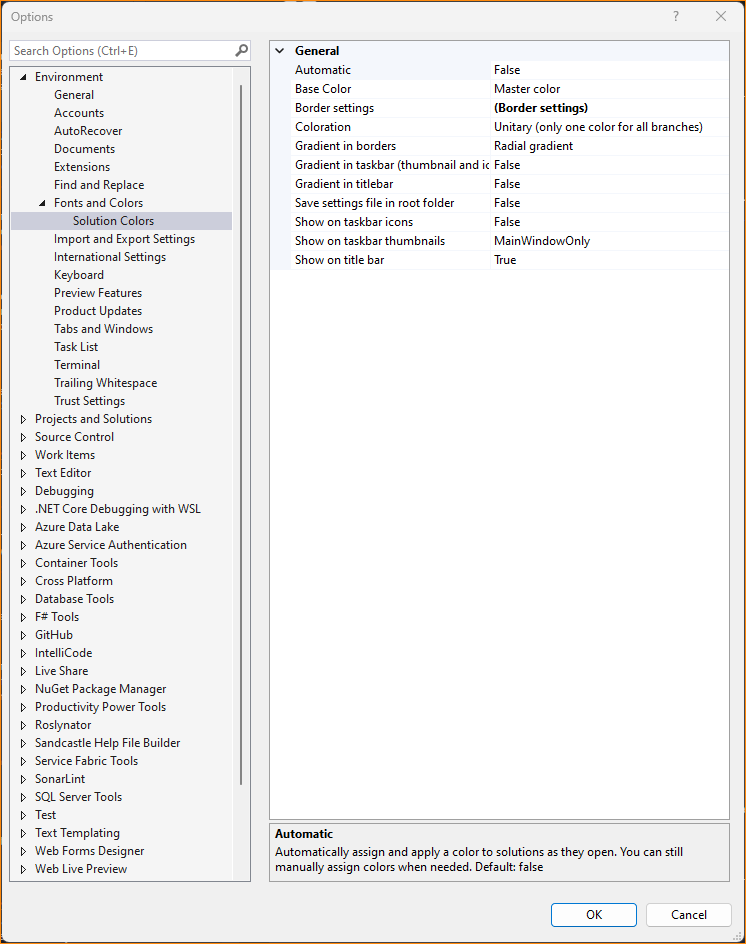 Options
?
Search Options (Ctrl+E)
Environment
General
Accounts
AutoRecover
Documents
Extensions
Find and Replace
Fonts and Colors
Solution Colors
Import and Export Settings
International Settings
Keyboard
Preview Features
Product Updates
Tabs and Windows
Task List
Terminal
Trailing Whitespace
Trust Settings
Projects and Solutions
Source Control
Work Items
Text Editor
Debugging
.NET Core Debugging with WSL
Azure Data Lake
Azure Service Authentication
Container Tools
Cross Platform
Database Tools
F# Tools
GitHub
IntelliCode
Live Share
NuGet Package Manager
Productivity Power Tools
Roslynator
Sandcastle Help File Builder
Service Fabric Tools
SonarLint
SQL Server Tools
Test
Text Templating
Web Forms Designer
Web Live Preview
General
Automatic False
Base Color Master color
Border settings (Border settings)
Coloration Unitary (only one color for all branches)
Gradient in borders Radial gradient
Gradient in taskbar (thumbnail and ic False
Gradient in titlebar False
Save settings file in root folder False
Show on taskbar icons False
Show on taskbar thumbnails MainWindowOnly
Show on title bar True
Automatic
Automatically assign and apply a color to solutions as they open. You can still
manually assign colors when needed. Default: false
OK Cancel